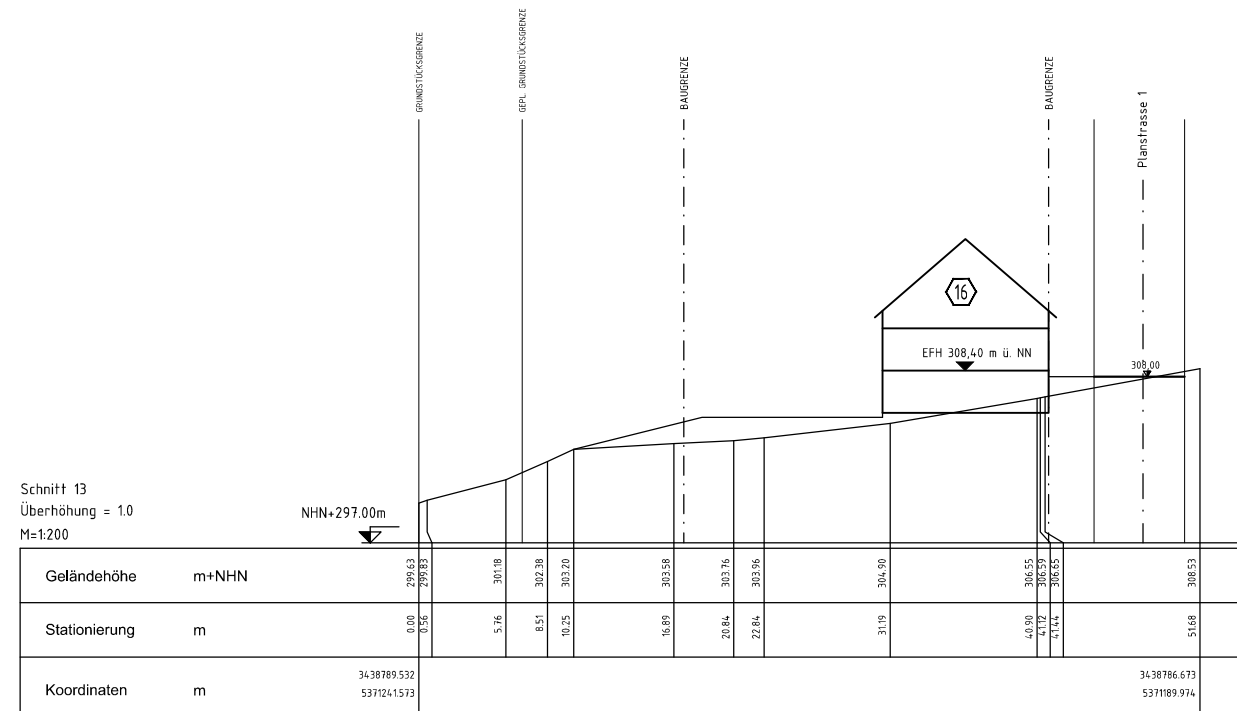 GRUNDSTÜCKSGRENZE
GEPL. GRUNDSTÜCKSGRENZE
BAUGRENZE
BAUGRENZE
Planstrasse 1
16
EFH 308,40 m ü. NN
308,00
Schnitt 13
Überhöhung = 1.0
M=1:200
NHN+297.00m
Geländehöhe m+NHN 299.63 299.83 301.18 302.38 303.20 303.58 303.76 303.96 304.90 306.55 306.59 306.65 308.53
Stationierung m 0.00 0.56 5.76 8.51 10.25 16.89 20.84 22.84 31.19 40.90 41.12 41.44 51.68
Koordinaten m
3438789.532
5371241.573
3438786.673
5371189.974